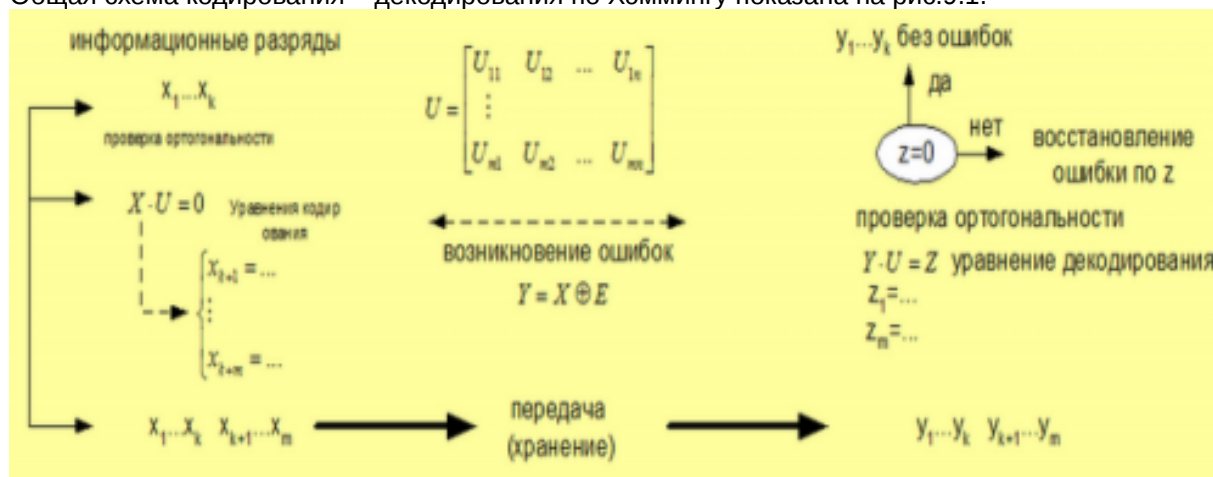 Общая схема кодирования – декодирования по Хеммингу показана на рис.9.1.
информационные разряды
x₁...xₖ
проверка ортогональности
X·U=0 Уравнения кодир
ования
xₖ₊₁ = ...
⋮
xₖ₊ₘ = ...
x₁...xₖ xₖ₊₁...xₘ
U = [U₁₁ U₁₂ ... U₁ₙ
⋮
Uₘ₁ Uₘ₂ ... Uₘₙ]
возникновение ошибок
Y = X ⊕ E
передача
(хранение)
y₁...yₖ без ошибок
да
z=0
нет
восстановление
ошибки по z
проверка ортогональности
Y·U = Z уравнение декодирования
z₁=...
zₘ=...
y₁...yₖ yₖ₊₁...yₘ